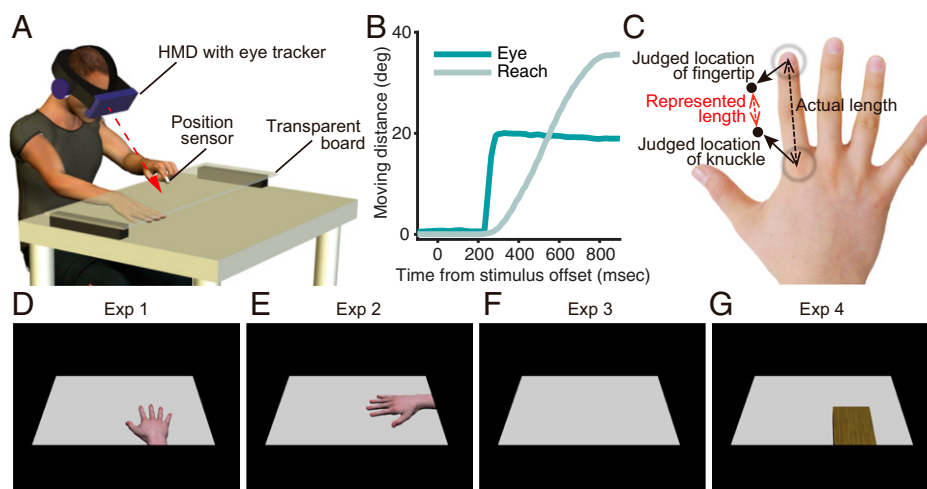 A
HMD with eye tracker
Position
sensor
Transparent
board
B
Moving distance (deg)
40
20
0
Eye
Reach
0 200 400 600 800
Time from stimulus offset (msec)
C
Judged location
of fingertip
Represented
length
Actual length
Judged location
of knuckle
D Exp 1
E Exp 2
F Exp 3
G Exp 4